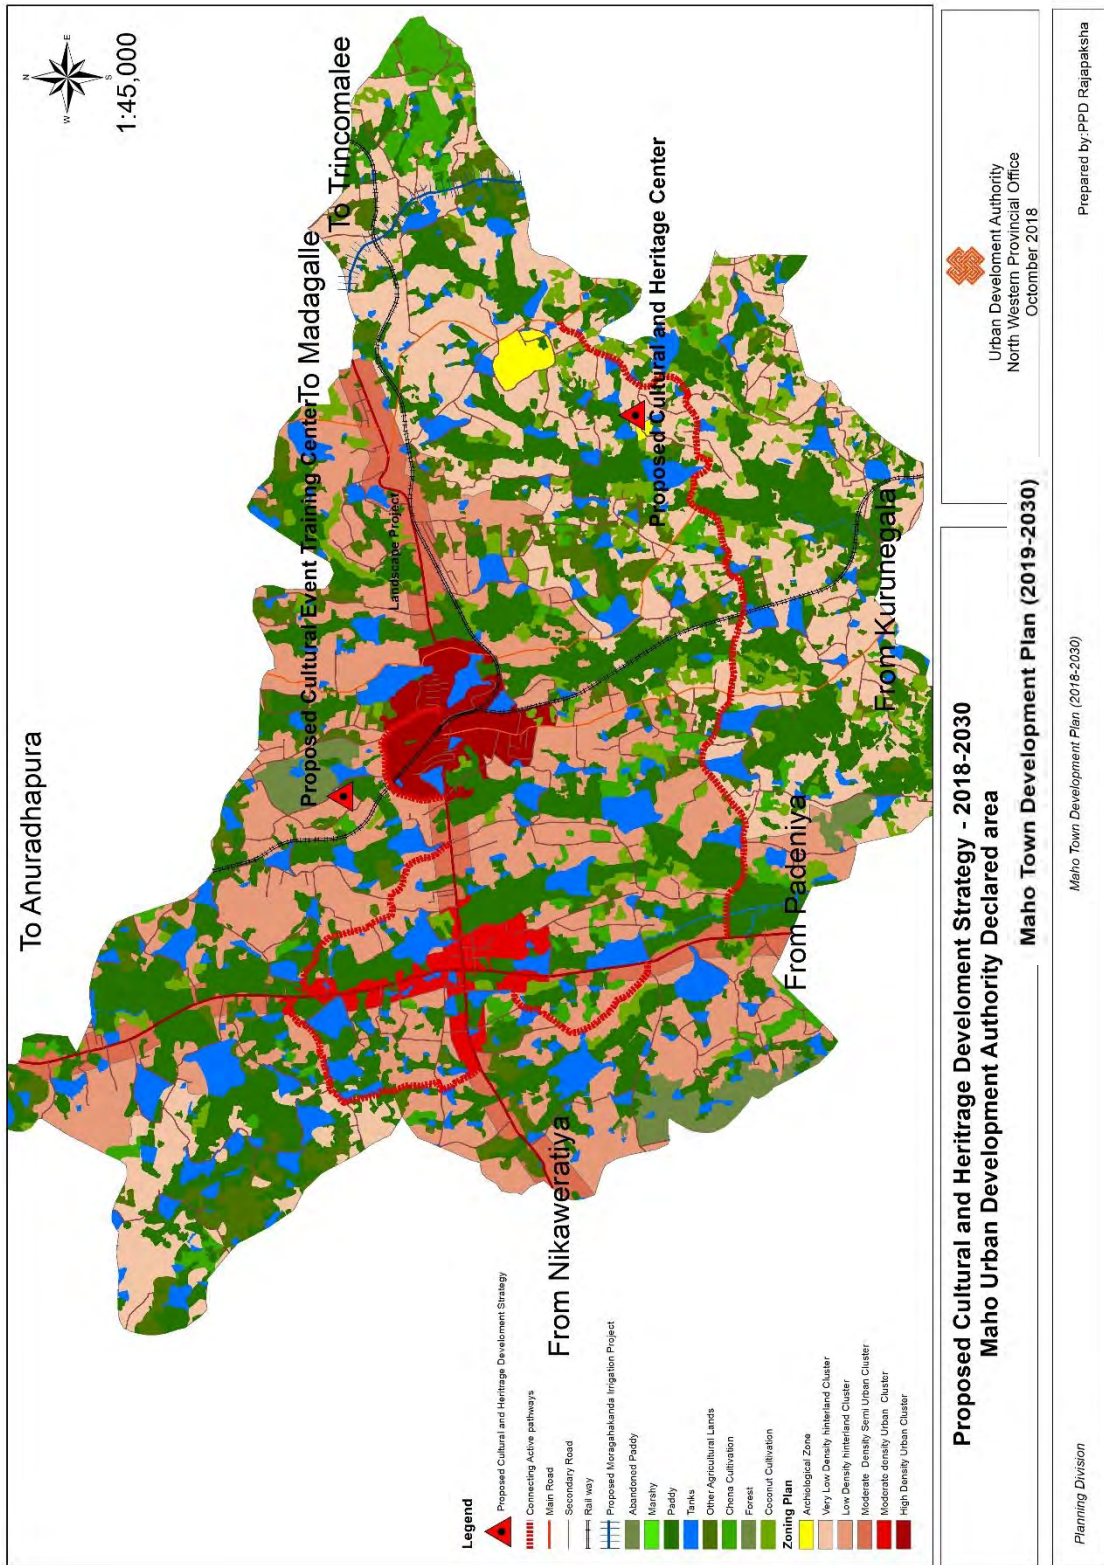 N
E
S
W
1:45,000
To Anuradhapura
To Trincomalee
To Madagalle
Proposed Cultural Event Training Center
Landscape Project
Proposed Cultural and Heritage Center
From Kurunegala
From Padeniya
From Nikaweratiya
Legend
Proposed Cultural and Heritrage Develoment Strategy
Connecting Active pathways
Main Road
Secondary Road
Rail way
Proposed Moragahakanda Irrigation Project
Abandoned Paddy
Marshy
Paddy
Tanks
Other Agricultural Lands
Chena Cultivation
Forest
Coconut Cultivation
Zoning Plan
Archiological Zone
Very Low Density hinterland Cluster
Low Density hinterland Cluster
Moderate Density Semi Urban Cluster
Moderate density Urban Cluster
High Density Urban Cluster
Proposed Cultural and Heritrage Develoment Strategy - 2018-2030
Maho Urban Development Authority Declared area
Urban Develoment Authority
North Western Provincial Office
Octomber 2018
Maho Town Development Plan (2019-2030)
Planning Division
Maho Town Development Plan (2018-2030)
Prepared by:PPD Rajapaksha